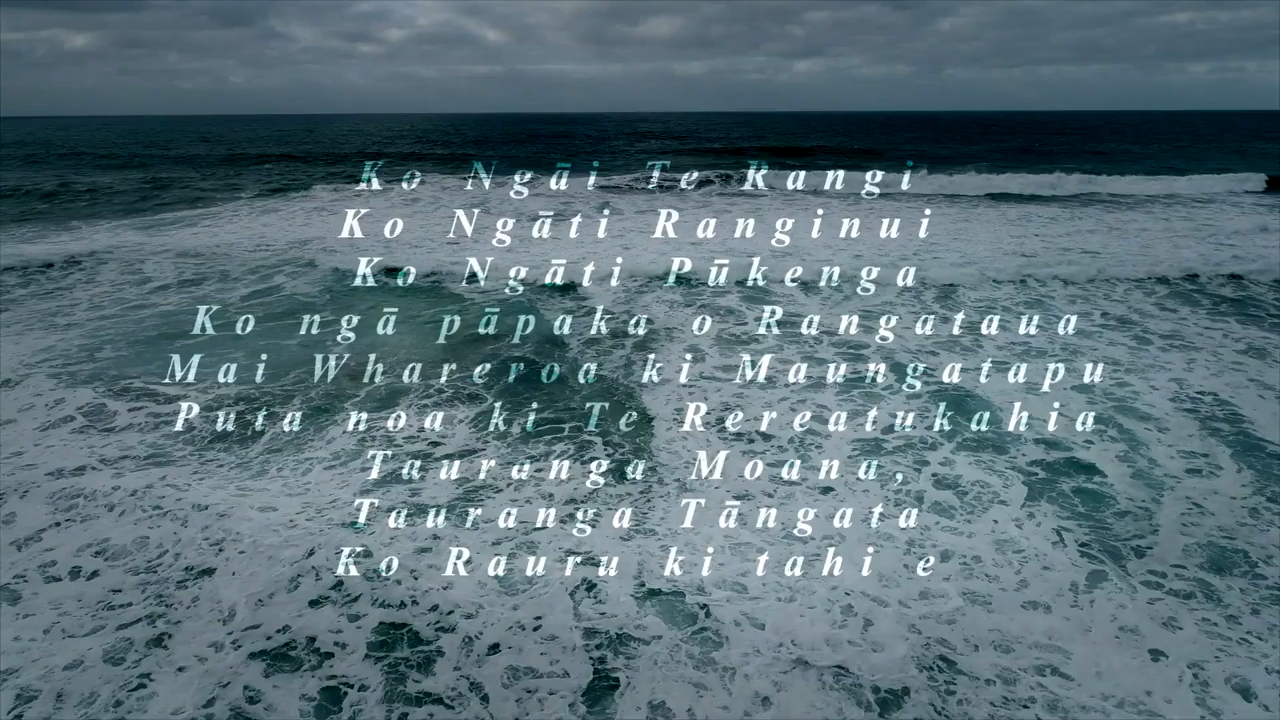 Ko Ngāi Te Rangi
Ko Ngāti Ranginui
Ko Ngāti Pūkenga
Ko ngā pāpaka o Rangataua
Mai Whareroa ki Maungatapu
Puta noa ki Te Rereatukahia
Tauranga Moana,
Tauranga Tāngata
Ko Rauru ki tahi e